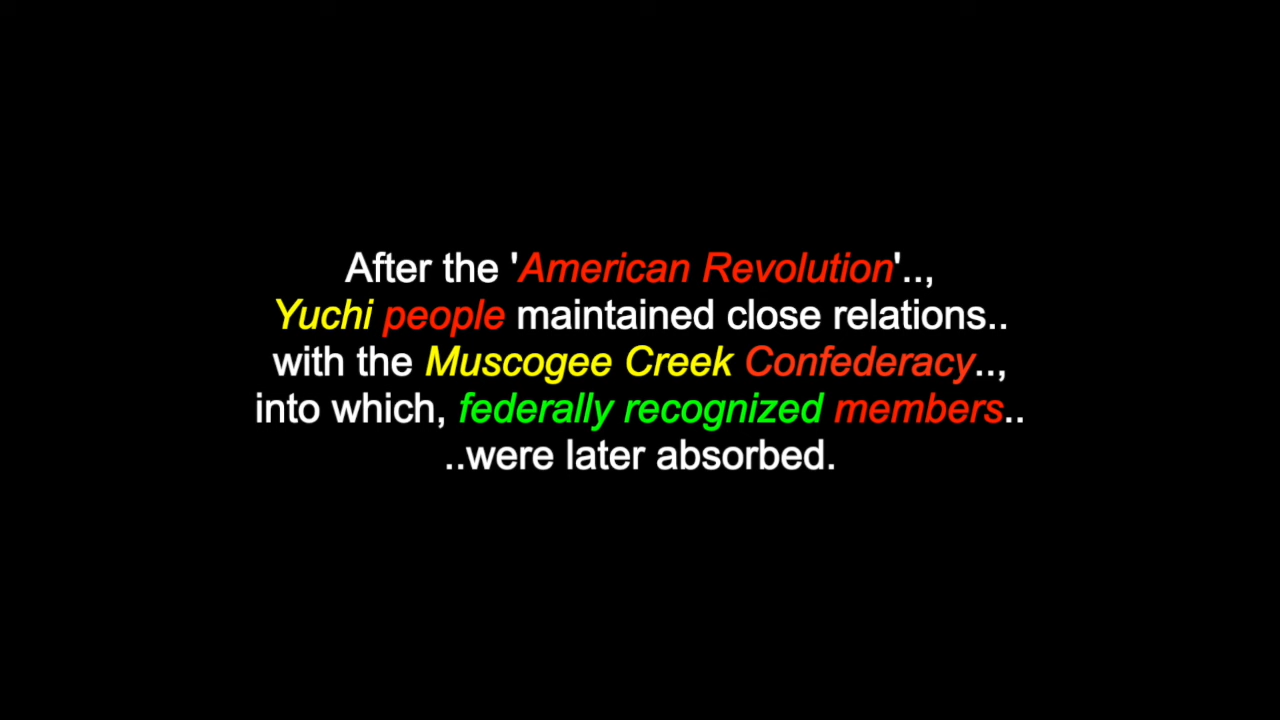 After the 'American Revolution'..,
Yuchi people maintained close relations..
with the Muscogee Creek Confederacy..,
into which, federally recognized members..
..were later absorbed.